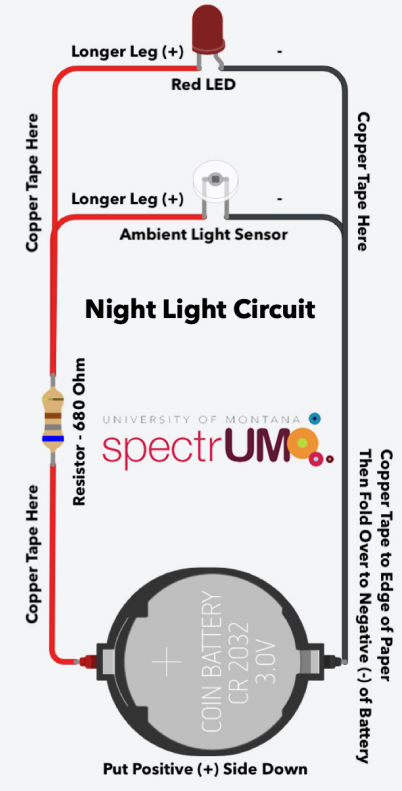 Longer Leg (+)
-
Red LED
Copper Tape Here
Copper Tape Here
Longer Leg (+)
-
Ambient Light Sensor
Night Light Circuit
Resistor - 680 Ohm
UNIVERSITY OF MONTANA
spectrUM
Copper Tape Here
Copper Tape to Edge of Paper
Then Fold Over to Negative (-) of Battery
+
COIN BATTERY
CR 2032
3.0V
Put Positive (+) Side Down